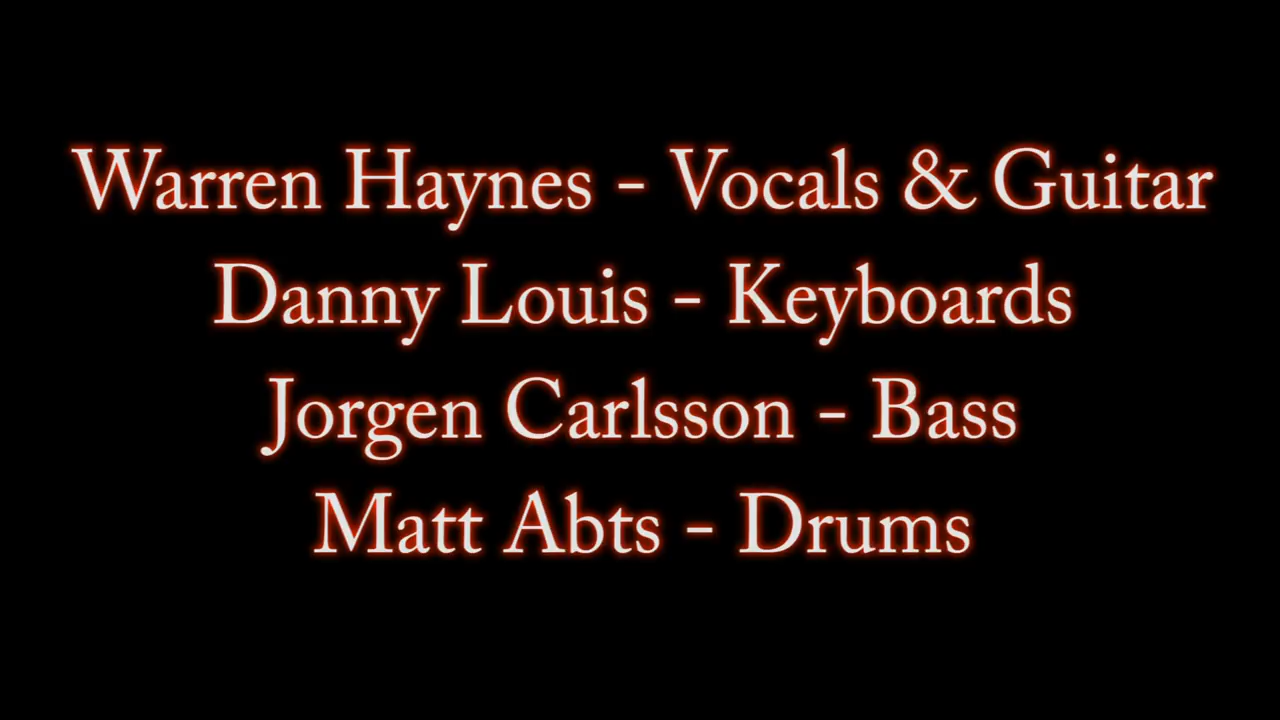 Warren Haynes - Vocals & Guitar
Danny Louis - Keyboards
Jorgen Carlsson - Bass
Matt Abts - Drums